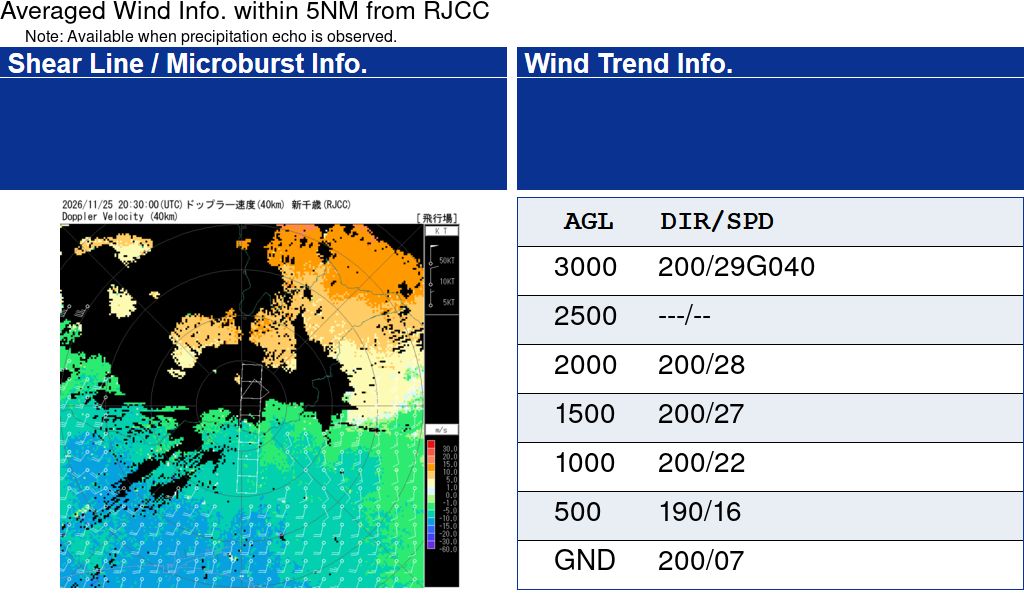 Averaged Wind Info. within 5NM from RJCC
Note: Available when precipitation echo is observed.
Shear Line / Microburst Info.
Wind Trend Info.
2026/11/25 20:30:00(UTC) ドップラー速度(40km) 新千歳(RJCC)
Doppler Velocity (40km)
[飛行場]
KT
50KT
10KT
5KT
m/s
30.0
20.0
15.0
10.0
5.0
1.0
0.0
-1.0
-5.0
-10.0
-15.0
-20.0
-30.0
-60.0
AGL DIR/SPD
3000 200/29G040
2500 ---/--
2000 200/28
1500 200/27
1000 200/22
500 190/16
GND 200/07